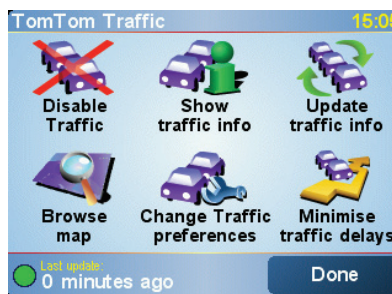 TomTom Traffic 15:05
Disable
Traffic
Show
traffic info
Update
traffic info
Browse
map
Change Traffic
preferences
Minimise
traffic delays
Last update:
0 minutes ago
Done